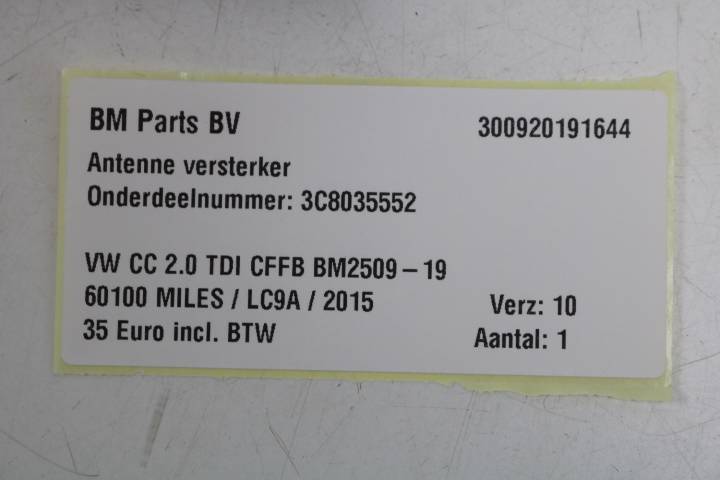 BM Parts BV 300920191644
Antenne versterker
Onderdeelnummer: 3C8035552
VW CC 2.0 TDI CFFB BM2509-19
60100 MILES / LC9A / 2015 Verz: 10
35 Euro incl. BTW Aantal: 1